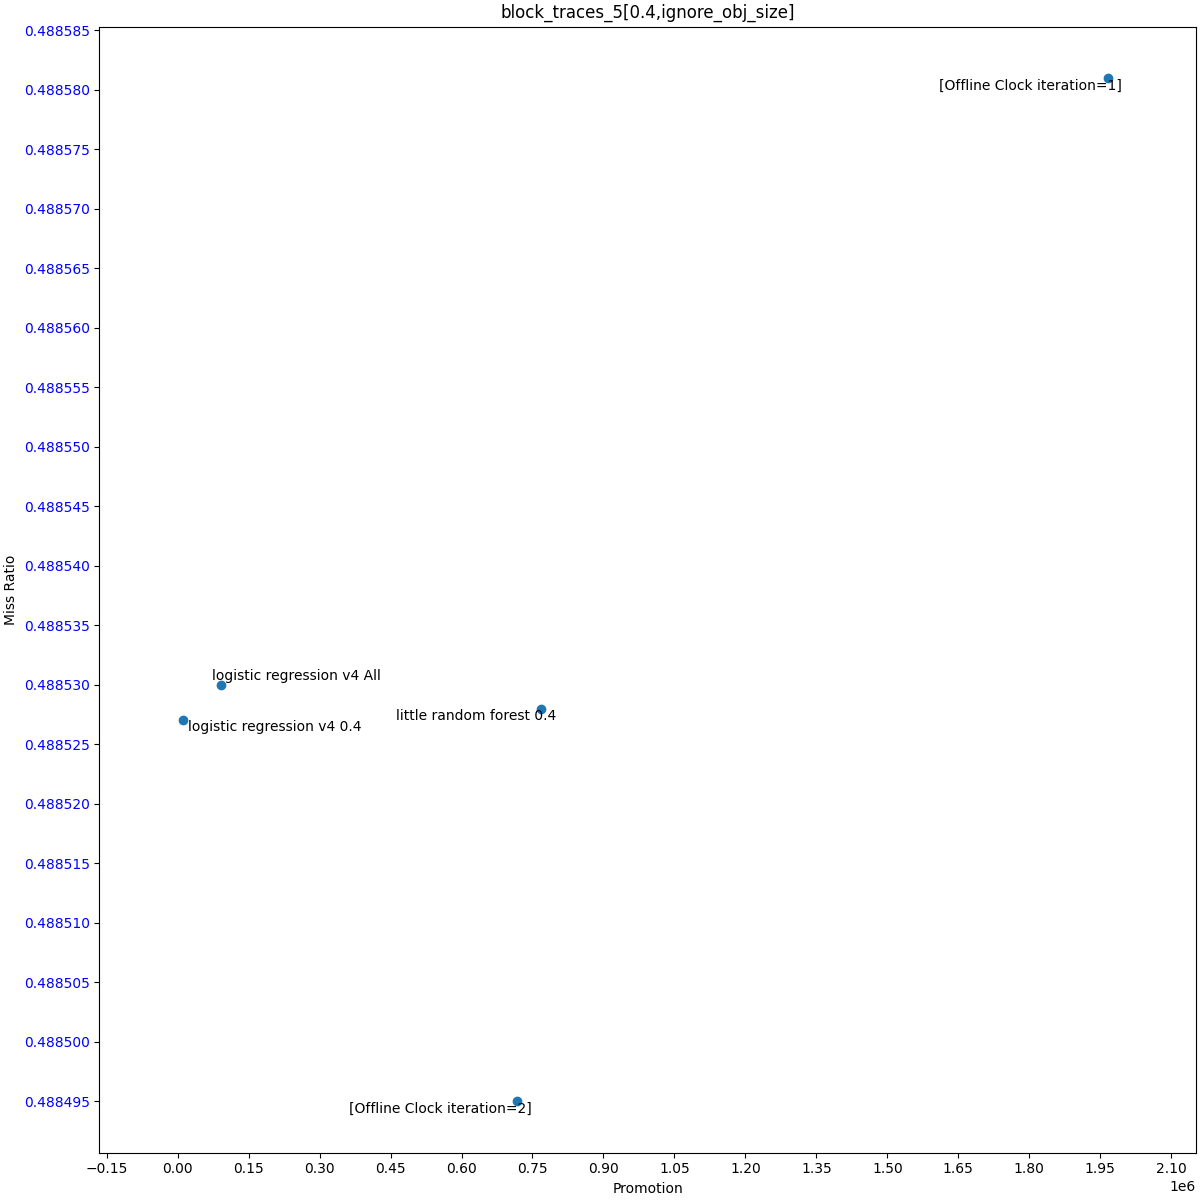 block_traces_5[0.4,ignore_obj_size]
0.488585
[Offline Clock iteration=1]
0.488580
0.488575
0.488570
0.488565
0.488560
0.488555
0.488550
0.488545
0.488540
Miss Ratio
0.488535
logistic regression v4 All
0.488530
little random forest 0.4
logistic regression v4 0.4
0.488525
0.488520
0.488515
0.488510
0.488505
0.488500
0.488495
[Offline Clock iteration=2]
−0.15 0.00 0.15 0.30 0.45 0.60 0.75 0.90 1.05 1.20 1.35 1.50 1.65 1.80 1.95 2.10
1e6
Promotion